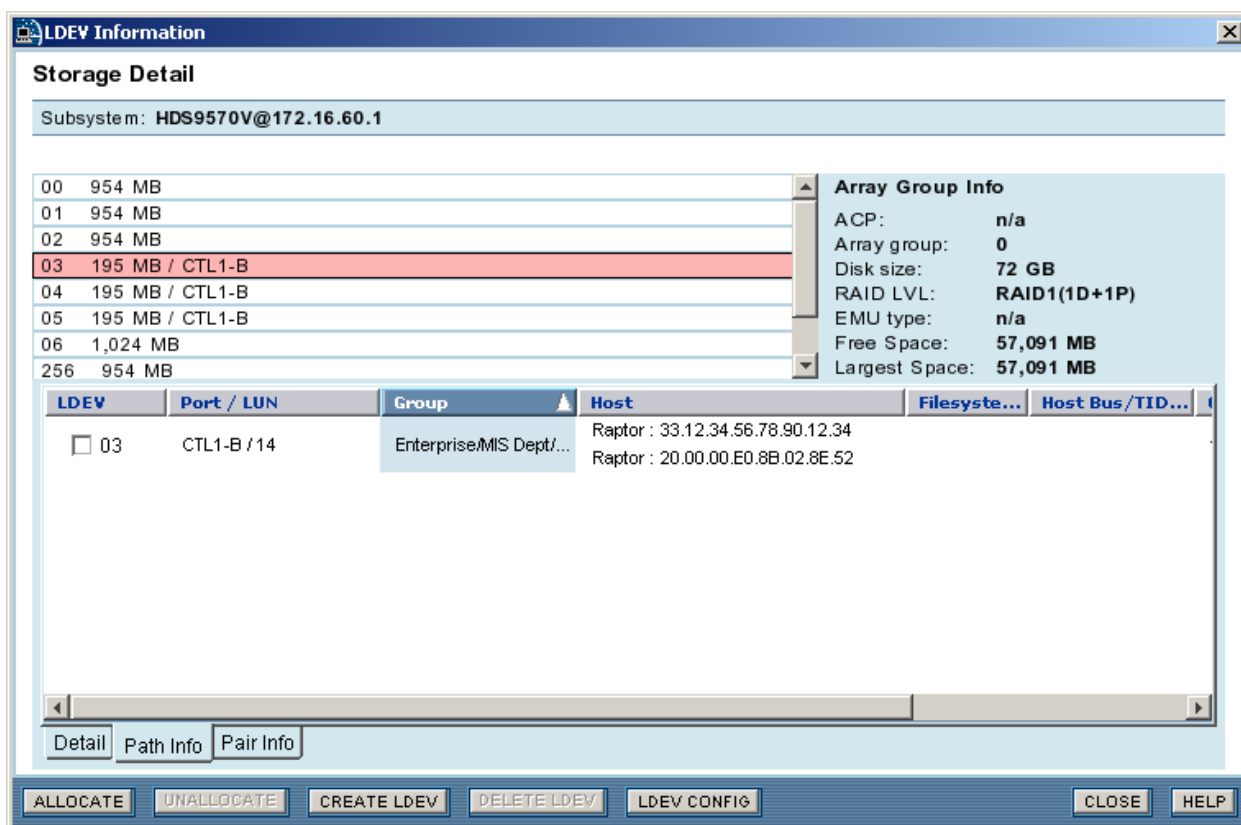 LDEV Information
Storage Detail
Subsystem: HDS9570V@172.16.60.1
00 954 MB
01 954 MB
02 954 MB
03 195 MB / CTL1-B
04 195 MB / CTL1-B
05 195 MB / CTL1-B
06 1,024 MB
256 954 MB
Array Group Info
ACP: n/a
Array group: 0
Disk size: 72 GB
RAID LVL: RAID1(1D+1P)
EMU type: n/a
Free Space: 57,091 MB
Largest Space: 57,091 MB
LDEV Port / LUN Group Host Filesyste... Host Bus/TID...
03 CTL1-B / 14 Enterprise/MIS Dept/... Raptor : 33.12.34.56.78.90.12.34
Raptor : 20.00.00.E0.8B.02.8E.52
Detail Path Info Pair Info
ALLOCATE UNALLOCATE CREATE LDEV DELETE LDEV LDEV CONFIG CLOSE HELP